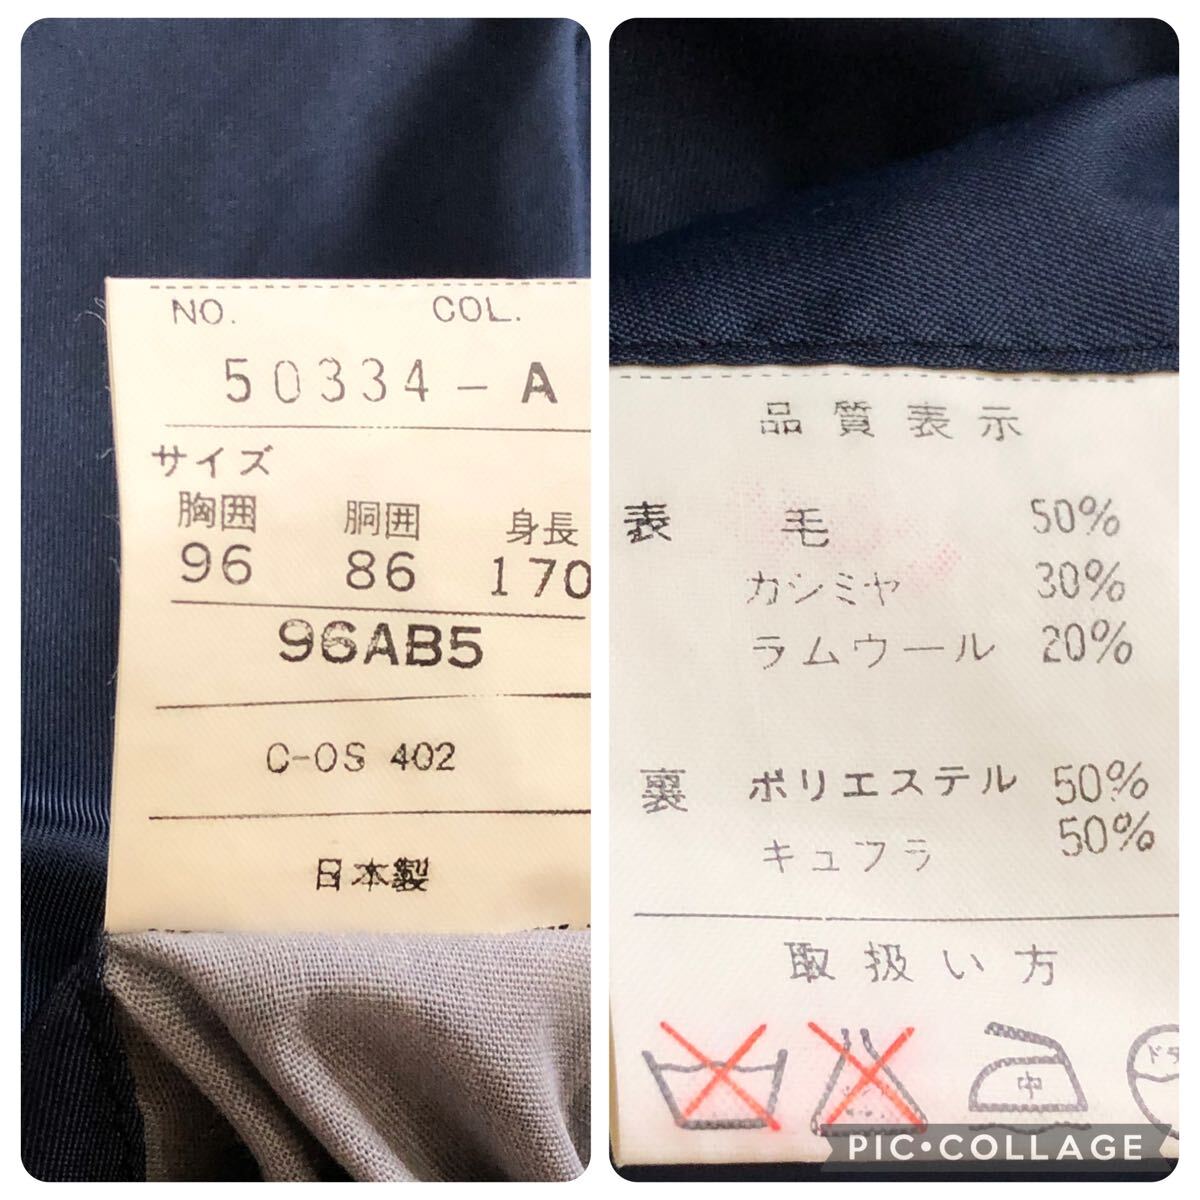 NO. COL.
50334-A
サイズ
胸囲 胴囲 身長
96 86 170
96AB5
C-OS 402
日本製
品質表示
表 毛 50%
カシミヤ 30%
ラムウール 20%
裏 ポリエステル 50%
キュプラ 50%
取扱い方
中
PIC•COLLAGE